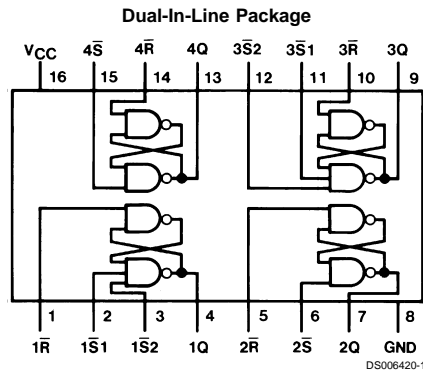 Dual-In-Line Package
VCC 4S̅ 4R̅ 4Q 3S̅2 3S̅1 3R̅ 3Q
16 15 14 13 12 11 10 9
1 2 3 4 5 6 7 8
1R̅ 1S̅1 1S̅2 1Q 2R̅ 2S̅ 2Q GND
DS006420-1